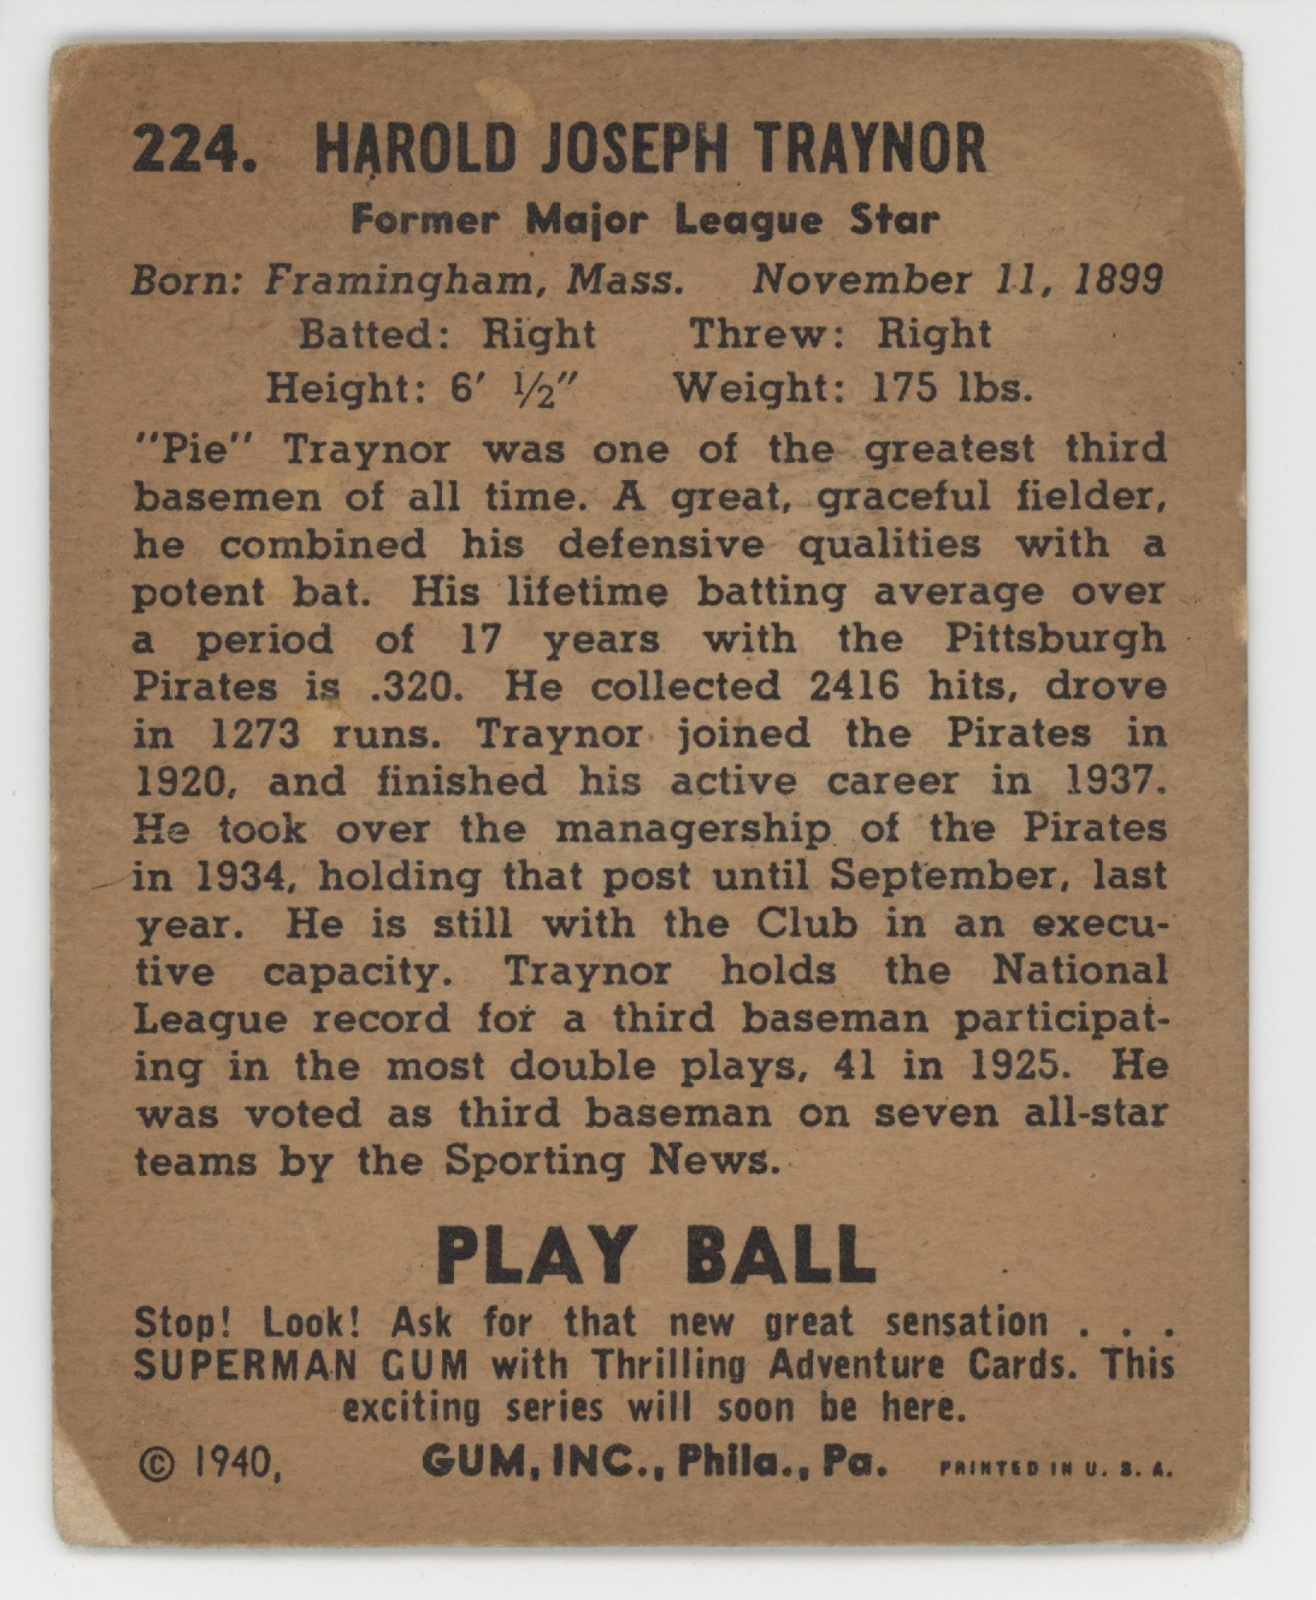 224. HAROLD JOSEPH TRAYNOR
Former Major League Star
Born: Framingham, Mass. November 11, 1899
Batted: Right Threw: Right
Height: 6′ ½″ Weight: 175 lbs.
"Pie" Traynor was one of the greatest third
basemen of all time. A great, graceful fielder,
he combined his defensive qualities with a
potent bat. His lifetime batting average over
a period of 17 years with the Pittsburgh
Pirates is .320. He collected 2416 hits, drove
in 1273 runs. Traynor joined the Pirates in
1920, and finished his active career in 1937.
He took over the managership of the Pirates
in 1934, holding that post until September, last
year. He is still with the Club in an execu-
tive capacity. Traynor holds the National
League record for a third baseman participat-
ing in the most double plays, 41 in 1925. He
was voted as third baseman on seven all-star
teams by the Sporting News.
PLAY BALL
Stop! Look! Ask for that new great sensation . . .
SUPERMAN GUM with Thrilling Adventure Cards. This
exciting series will soon be here.
© 1940, GUM, INC., Phila., Pa. PRINTED IN U. S. A.